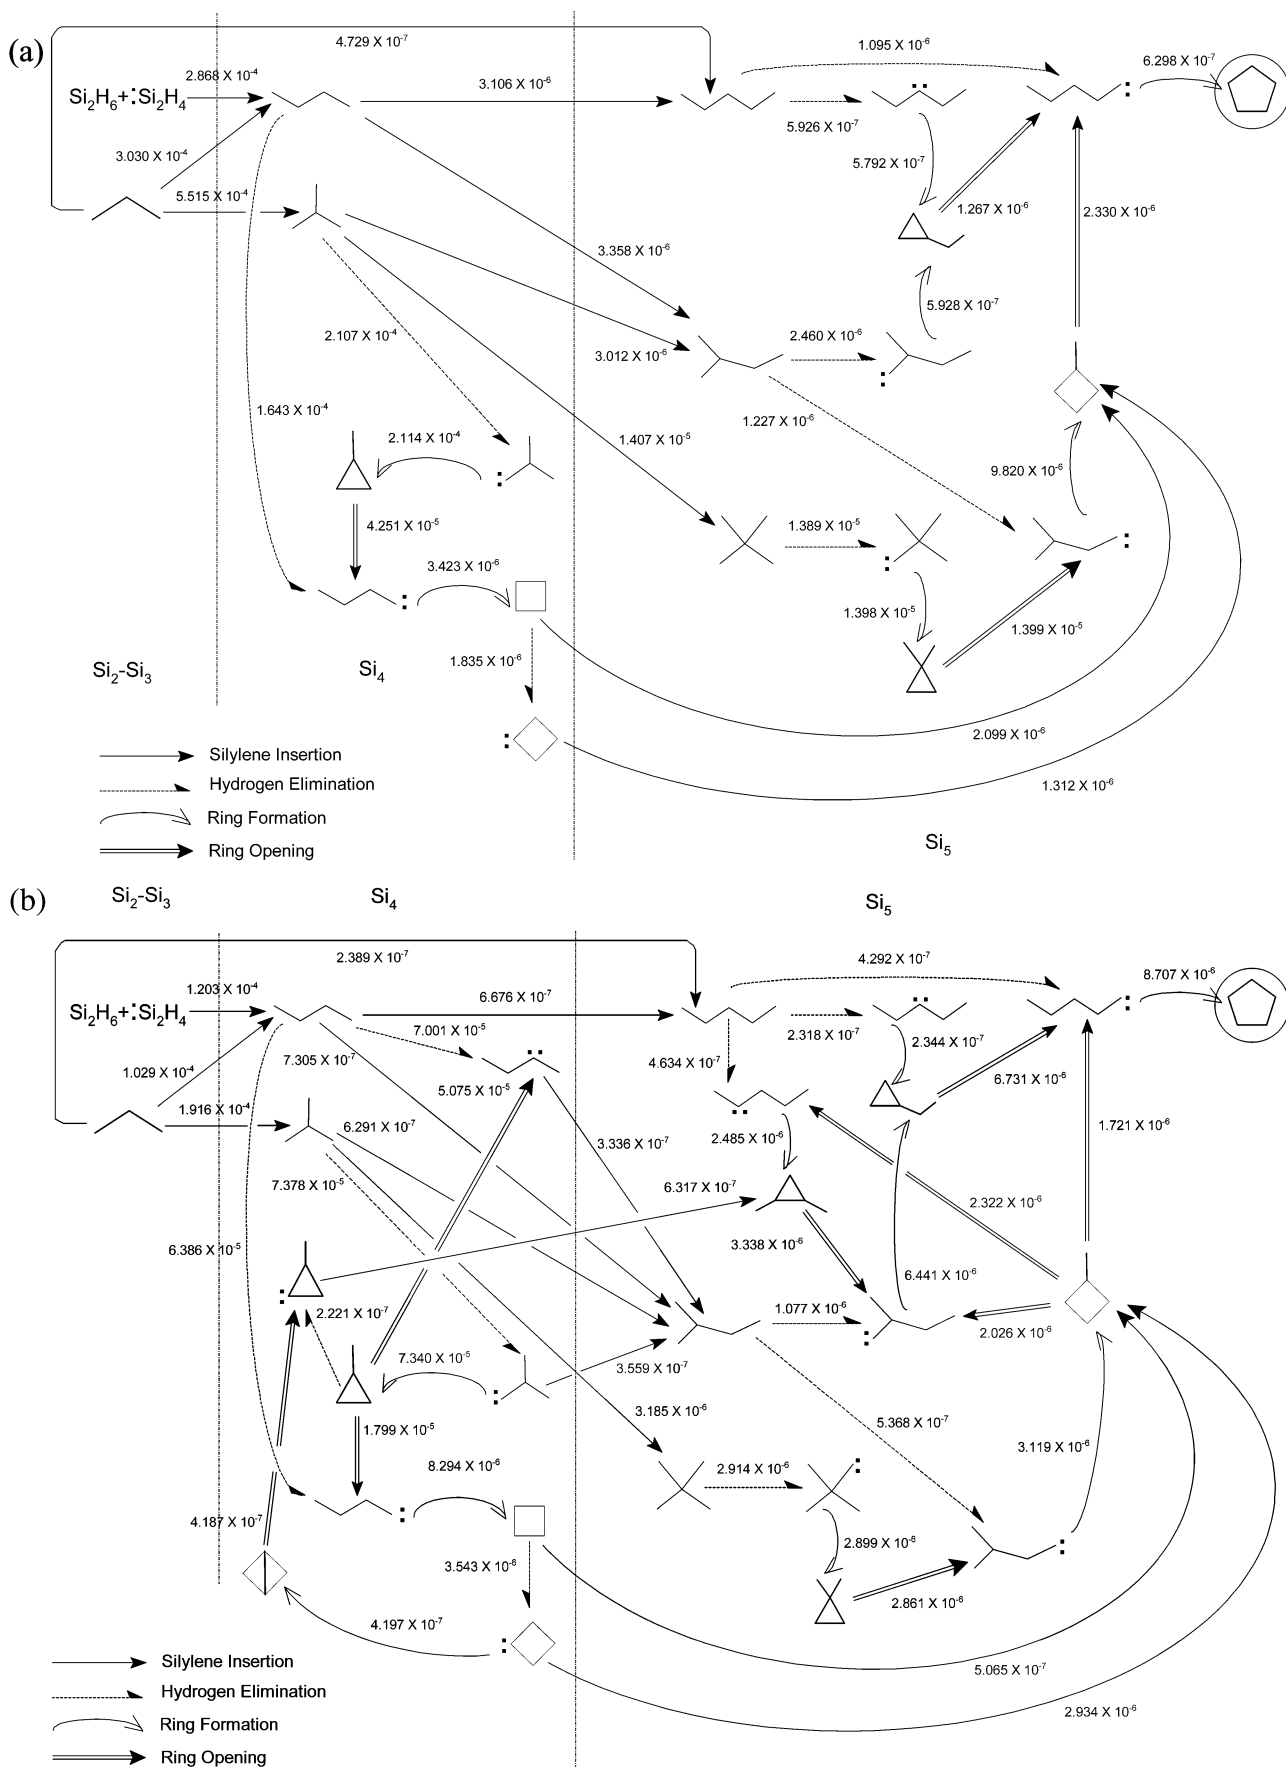 (a)
4.729 X 10-7
1.095 X 10-6
6.298 X 10-7
2.868 X 10-4
3.106 X 10-6
Si2H6+:Si2H4
5.926 X 10-7
3.030 X 10-4
5.792 X 10-7
5.515 X 10-4
1.267 X 10-6
2.330 X 10-6
3.358 X 10-6
5.928 X 10-7
2.107 X 10-4
2.460 X 10-6
3.012 X 10-6
1.643 X 10-4
1.227 X 10-6
2.114 X 10-4
1.407 X 10-5
9.820 X 10-6
4.251 X 10-5
1.389 X 10-5
3.423 X 10-6
1.398 X 10-5
1.399 X 10-5
1.835 X 10-6
Si2-Si3
Si4
2.099 X 10-6
Silylene Insertion
1.312 X 10-6
Hydrogen Elimination
Ring Formation
Si5
Ring Opening
(b)
Si2-Si3
Si4
Si5
2.389 X 10-7
4.292 X 10-7
8.707 X 10-6
1.203 X 10-4
6.676 X 10-7
Si2H6+:Si2H4
7.001 X 10-5
2.318 X 10-7
2.344 X 10-7
7.305 X 10-7
4.634 X 10-7
1.029 X 10-4
5.075 X 10-5
6.731 X 10-6
1.916 X 10-4
6.291 X 10-7
3.336 X 10-7
2.485 X 10-6
1.721 X 10-6
7.378 X 10-5
6.317 X 10-7
2.322 X 10-6
6.386 X 10-5
3.338 X 10-6
6.441 X 10-6
2.221 X 10-7
1.077 X 10-6
2.026 X 10-6
7.340 X 10-5
3.559 X 10-7
3.185 X 10-6
5.368 X 10-7
1.799 X 10-5
3.119 X 10-6
8.294 X 10-6
2.914 X 10-6
4.187 X 10-7
2.899 X 10-6
3.543 X 10-6
2.861 X 10-6
4.197 X 10-7
Silylene Insertion
5.065 X 10-7
Hydrogen Elimination
2.934 X 10-6
Ring Formation
Ring Opening